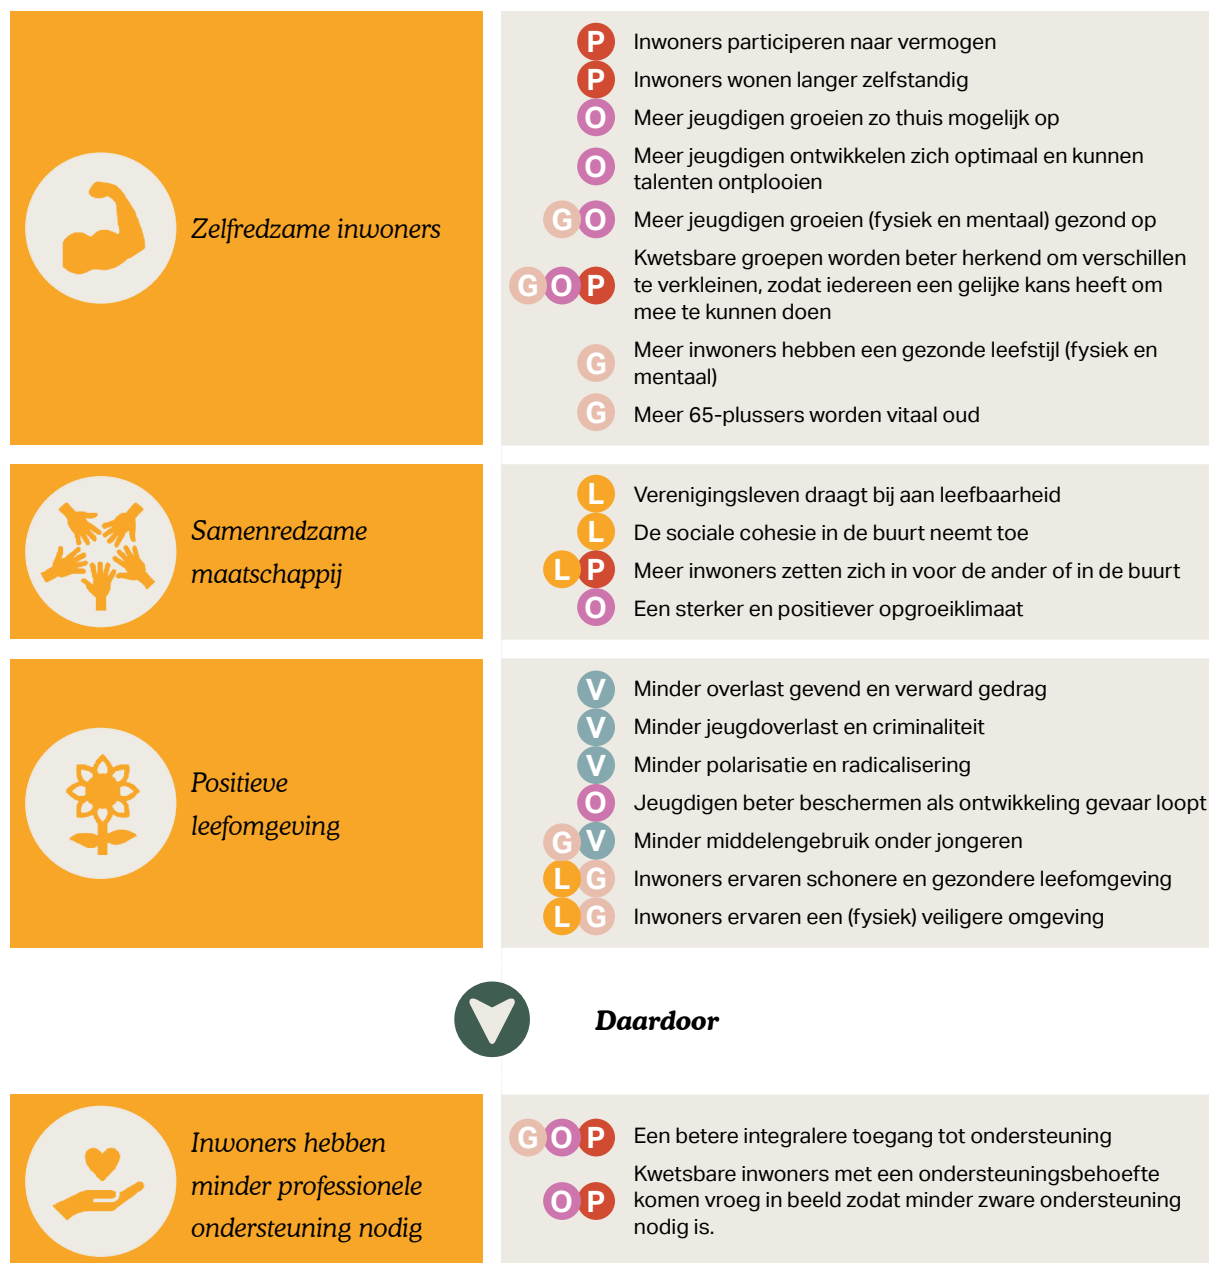 Zelfredzame inwoners
P Inwoners participeren naar vermogen
P Inwoners wonen langer zelfstandig
O Meer jeugdigen groeien zo thuis mogelijk op
O Meer jeugdigen ontwikkelen zich optimaal en kunnen
talenten ontplooien
G O Meer jeugdigen groeien (fysiek en mentaal) gezond op
Kwetsbare groepen worden beter herkend om verschillen
G O P te verkleinen, zodat iedereen een gelijke kans heeft om
mee te kunnen doen
G Meer inwoners hebben een gezonde leefstijl (fysiek en
mentaal)
G Meer 65-plussers worden vitaal oud
Samenredzame
maatschappij
L Verenigingsleven draagt bij aan leefbaarheid
L De sociale cohesie in de buurt neemt toe
L P Meer inwoners zetten zich in voor de ander of in de buurt
O Een sterker en positiever opgroeiklimaat
Positieve
leefomgeving
V Minder overlast gevend en verward gedrag
V Minder jeugdoverlast en criminaliteit
V Minder polarisatie en radicalisering
O Jeugdigen beter beschermen als ontwikkeling gevaar loopt
G V Minder middelengebruik onder jongeren
L G Inwoners ervaren schonere en gezondere leefomgeving
L G Inwoners ervaren een (fysiek) veiligere omgeving
Daardoor
Inwoners hebben
minder professionele
ondersteuning nodig
G O P Een betere integralere toegang tot ondersteuning
Kwetsbare inwoners met een ondersteuningsbehoefte
O P komen vroeg in beeld zodat minder zware ondersteuning
nodig is.